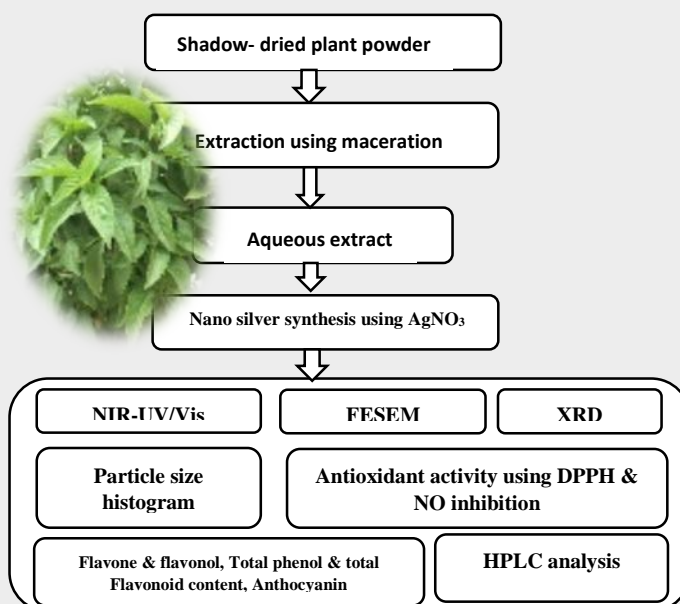 Shadow- dried plant powder
Extraction using maceration
Aqueous extract
Nano silver synthesis using AgNO₃
NIR-UV/Vis
FESEM
XRD
Particle size
histogram
Antioxidant activity using DPPH &
NO inhibition
Flavone & flavonol, Total phenol & total
Flavonoid content, Anthocyanin
HPLC analysis